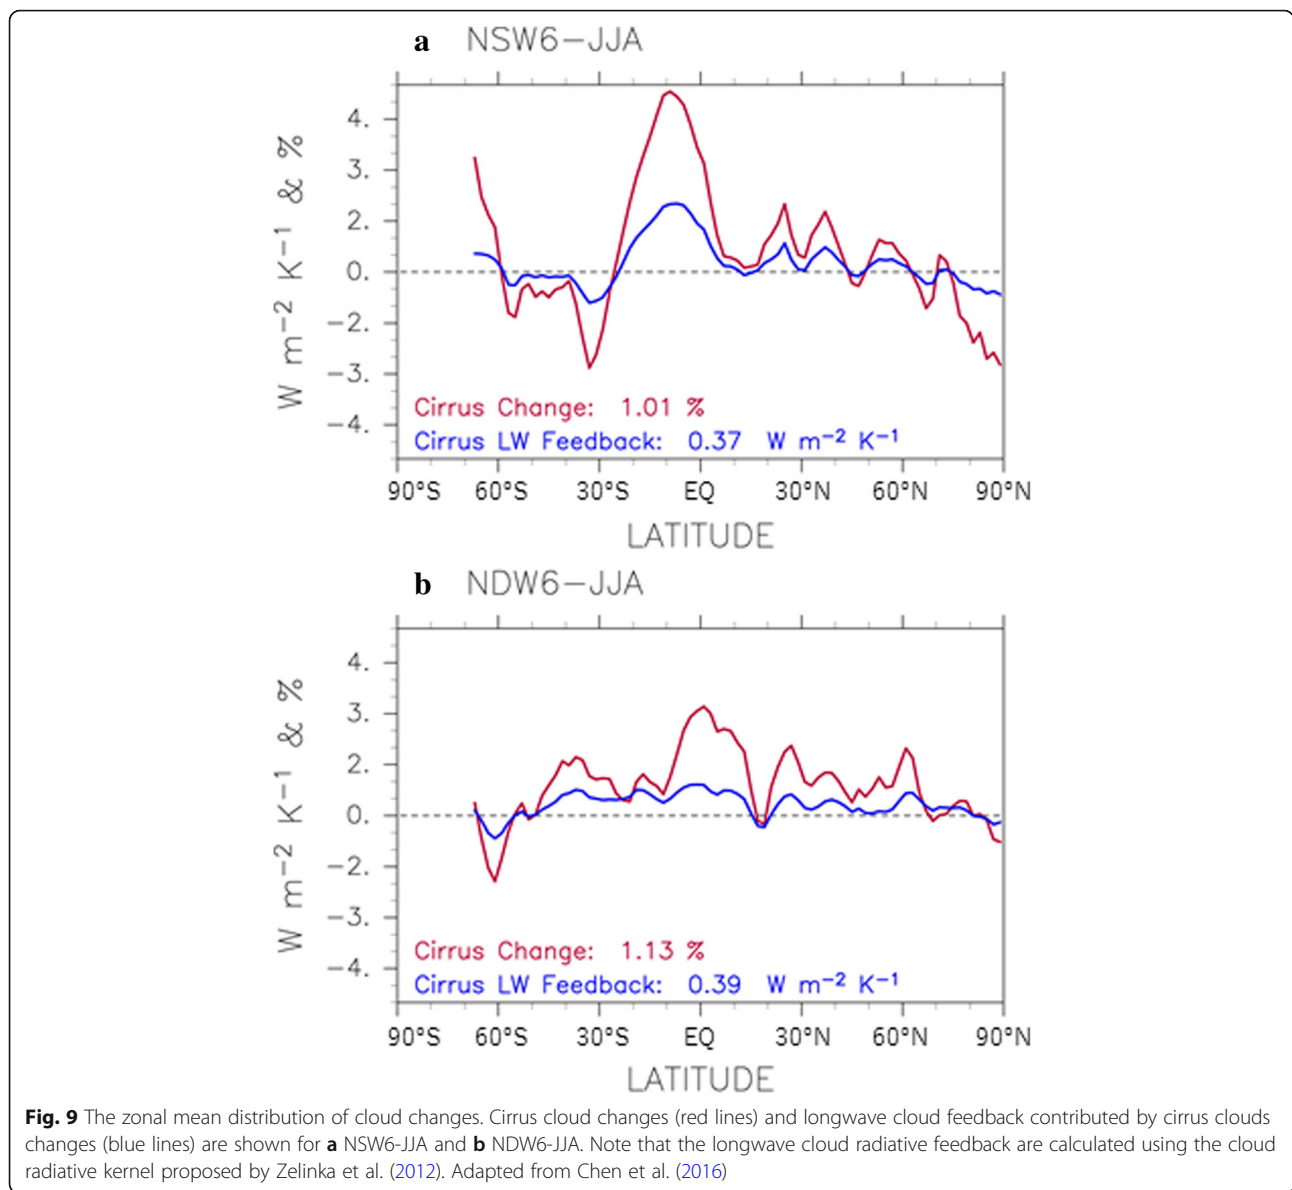 a NSW6-JJA
4.
3.
2.
0.
-2.
-3.
-4.
W m-2 K-1 & %
Cirrus Change: 1.01 %
Cirrus LW Feedback: 0.37 W m-2 K-1
90°S 60°S 30°S EQ 30°N 60°N 90°N
LATITUDE
b NDW6-JJA
4.
3.
2.
0.
-2.
-3.
-4.
W m-2 K-1 & %
Cirrus Change: 1.13 %
Cirrus LW Feedback: 0.39 W m-2 K-1
90°S 60°S 30°S EQ 30°N 60°N 90°N
LATITUDE
Fig. 9 The zonal mean distribution of cloud changes. Cirrus cloud changes (red lines) and longwave cloud feedback contributed by cirrus clouds
changes (blue lines) are shown for a NSW6-JJA and b NDW6-JJA. Note that the longwave cloud radiative feedback are calculated using the cloud
radiative kernel proposed by Zelinka et al. (2012). Adapted from Chen et al. (2016)